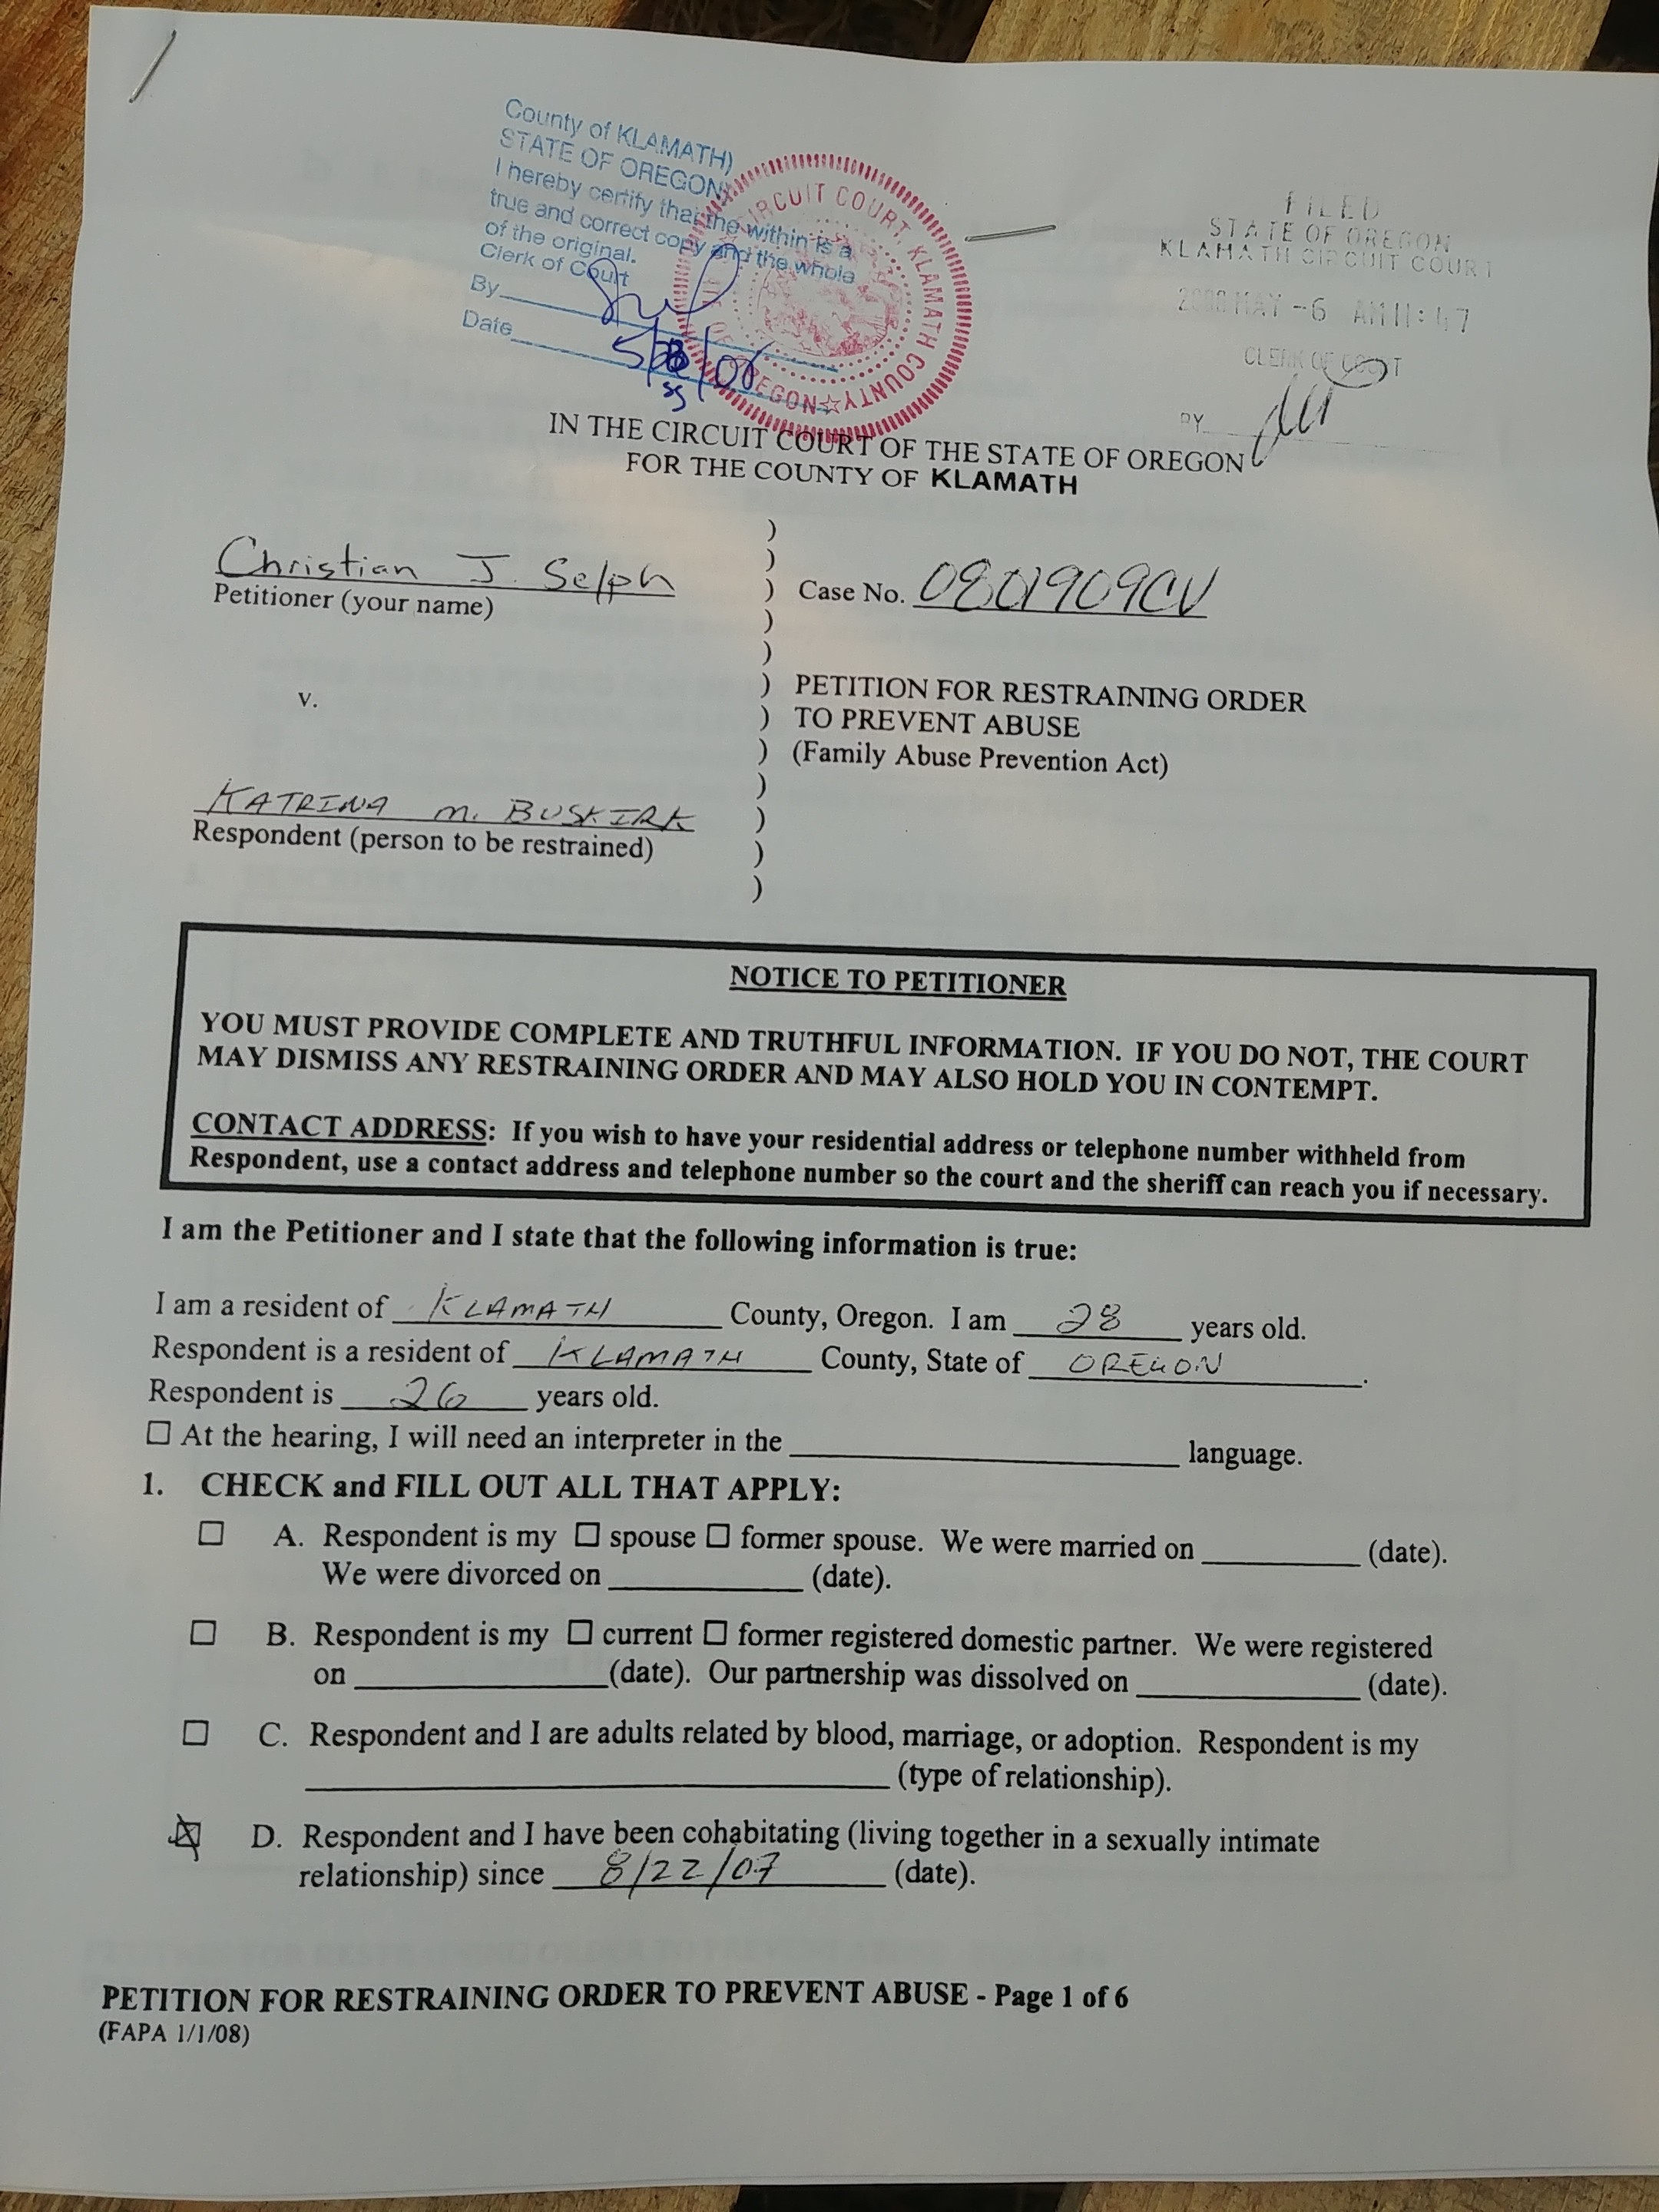 County of KLAMATH)
STATE OF OREGON)
I hereby certify that the within is a
true and correct copy and the whole
of the original.
Clerk of Court
By
Date
CIRCUIT COURT, KLAMATH COUNTY ☆ OREGON
FILED
STATE OF OREGON
KLAMATH CIRCUIT COURT
MAY -6 AM 11:
CLERK OF COURT
BY
IN THE CIRCUIT COURT OF THE STATE OF OREGON
FOR THE COUNTY OF KLAMATH
Christian J. Selph
Petitioner (your name)
Case No. 0801909CV
v.
PETITION FOR RESTRAINING ORDER
TO PREVENT ABUSE
(Family Abuse Prevention Act)
KATRINA M. BUSKIRK
Respondent (person to be restrained)
NOTICE TO PETITIONER
YOU MUST PROVIDE COMPLETE AND TRUTHFUL INFORMATION. IF YOU DO NOT, THE COURT
MAY DISMISS ANY RESTRAINING ORDER AND MAY ALSO HOLD YOU IN CONTEMPT.
CONTACT ADDRESS: If you wish to have your residential address or telephone number withheld from
Respondent, use a contact address and telephone number so the court and the sheriff can reach you if necessary.
I am the Petitioner and I state that the following information is true:
I am a resident of KLAMATH County, Oregon. I am 28 years old.
Respondent is a resident of KLAMATH County, State of OREGON.
Respondent is 26 years old.
☐ At the hearing, I will need an interpreter in the ____ language.
1. CHECK and FILL OUT ALL THAT APPLY:
☐ A. Respondent is my ☐ spouse ☐ former spouse. We were married on ____ (date).
We were divorced on ____ (date).
☐ B. Respondent is my ☐ current ☐ former registered domestic partner. We were registered
on ____ (date). Our partnership was dissolved on ____ (date).
☐ C. Respondent and I are adults related by blood, marriage, or adoption. Respondent is my
____ (type of relationship).
☒ D. Respondent and I have been cohabitating (living together in a sexually intimate
relationship) since 8/22/07 (date).
PETITION FOR RESTRAINING ORDER TO PREVENT ABUSE - Page 1 of 6
(FAPA 1/1/08)